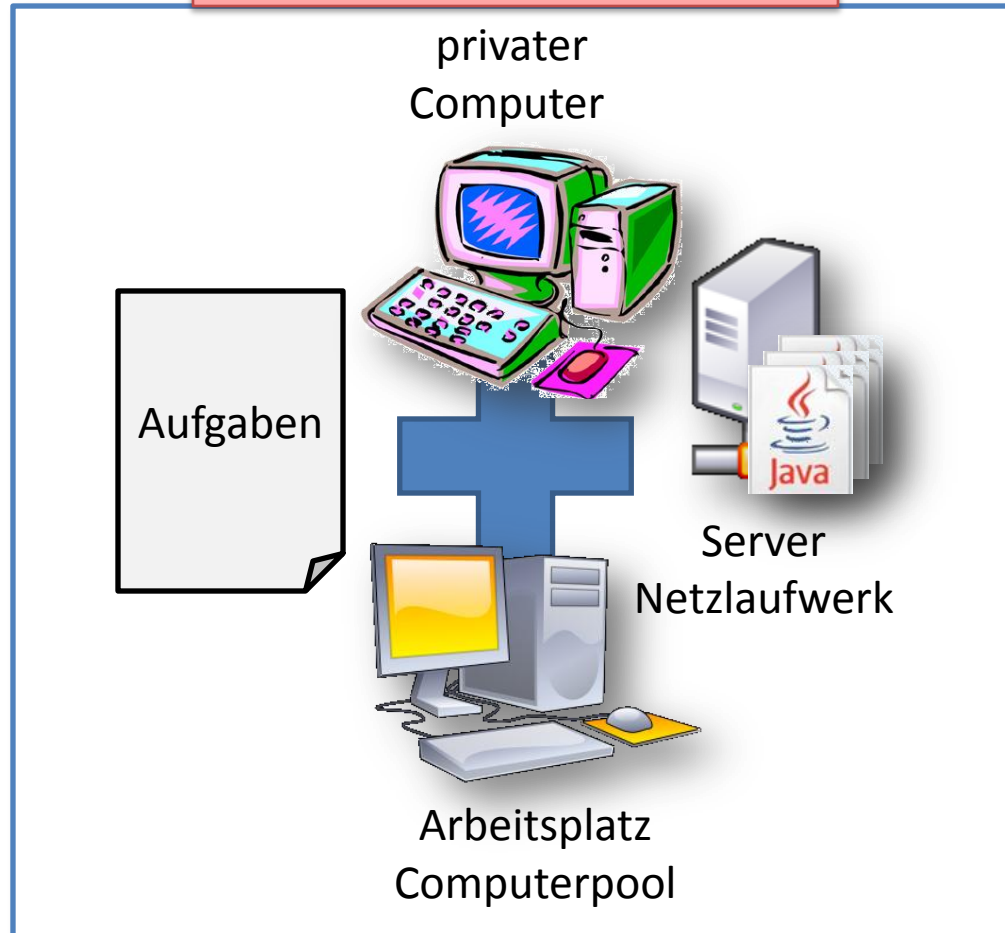 privater
Computer
Aufgaben
Java
Server
Netzlaufwerk
Arbeitsplatz
Computerpool